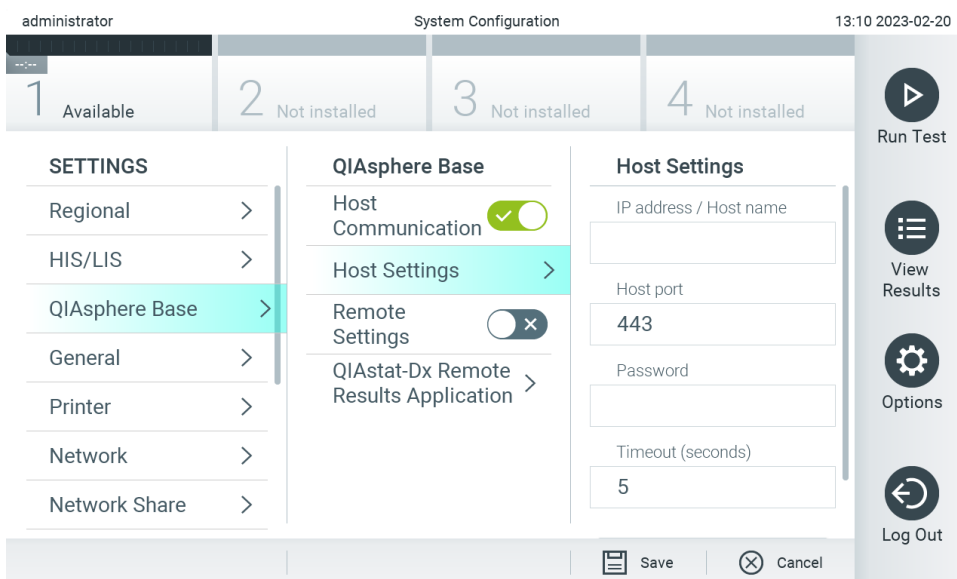 administrator
System Configuration
13:10 2023-02-20
--:--
1 Available
2 Not installed
3 Not installed
4 Not installed
Run Test
View
Results
Options
Log Out
SETTINGS
Regional
HIS/LIS
QIAsphere Base
General
Printer
Network
Network Share
QIAsphere Base
Host
Communication
Host Settings
Remote
Settings
QIAstat-Dx Remote
Results Application
Host Settings
IP address / Host name
Host port
443
Password
Timeout (seconds)
5
Save
Cancel